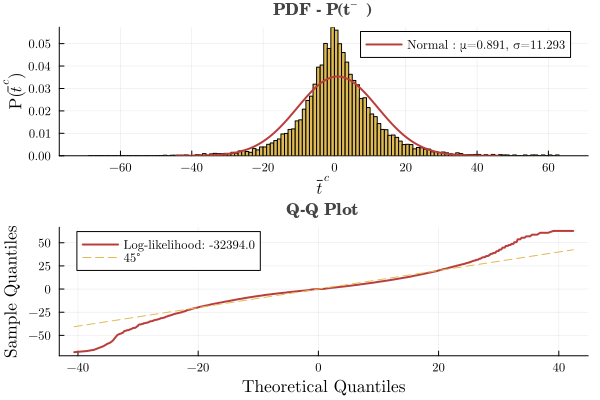 PDF - P(t⁻ )
Normal : μ=0.891, σ=11.293
P(t̄ᶜ)
0.05
0.04
0.03
0.02
0.01
0.00
−60 −40 −20 0 20 40 60
t̄ᶜ
Q-Q Plot
Log-likelihood: -32394.0
45°
Sample Quantiles
50
25
0
−25
−50
−40 −20 0 20 40
Theoretical Quantiles